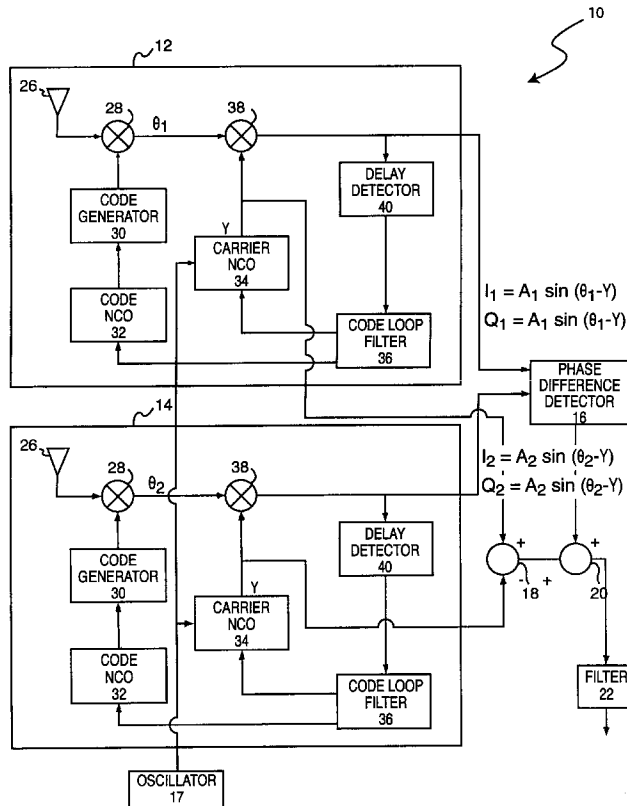 10
12
26
28
θ1
38
DELAY
DETECTOR
40
CODE
GENERATOR
30
Y
CARRIER
NCO
34
CODE
NCO
32
CODE LOOP
FILTER
36
I1 = A1 sin (θ1-Y)
Q1 = A1 sin (θ1-Y)
PHASE
DIFFERENCE
DETECTOR
16
14
26
28
θ2
38
I2 = A2 sin (θ2-Y)
Q2 = A2 sin (θ2-Y)
DELAY
DETECTOR
40
CODE
GENERATOR
30
Y
CARRIER
NCO
34
+
-
18
+
+
20
CODE
NCO
32
CODE LOOP
FILTER
36
FILTER
22
OSCILLATOR
17